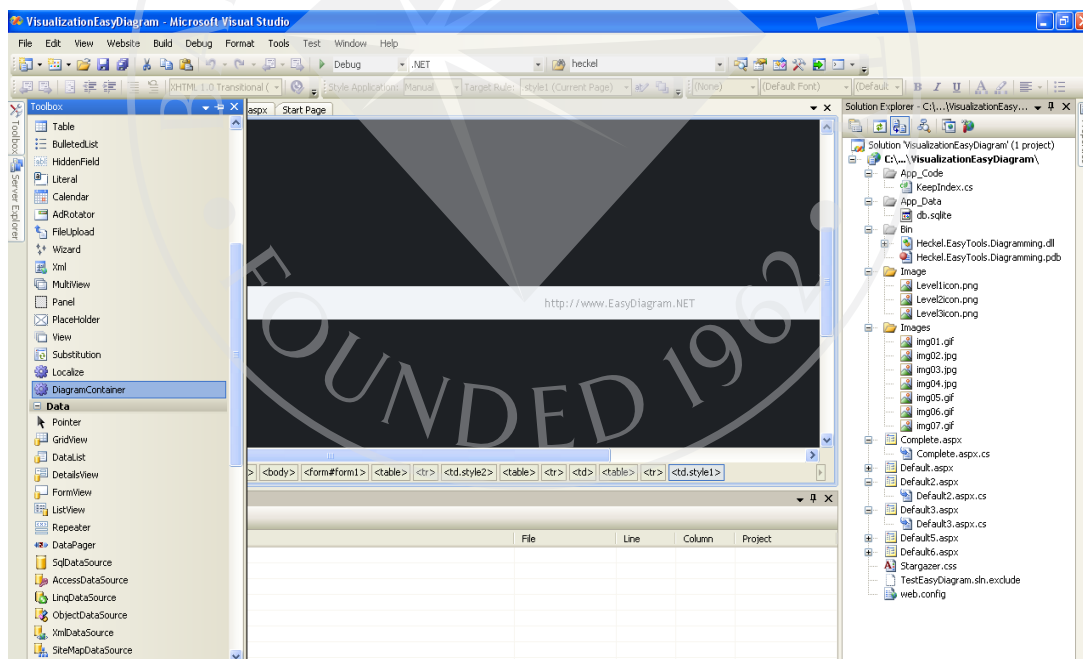 VisualizationEasyDiagram - Microsoft Visual Studio
File Edit View Website Build Debug Format Tools Test Window Help
Debug .NET heckel
XHTML 1.0 Transitional ( Style Application: Manual Target Rule: style1 (Current Page) (None) (Default Font) (Default B I U A
Toolbox
Toolbox
Server Explorer
Table
BulletedList
HiddenField
Literal
Calendar
AdRotator
FileUpload
Wizard
Xml
MultiView
Panel
PlaceHolder
View
Substitution
Localize
DiagramContainer
Data
Pointer
GridView
DataList
DetailsView
FormView
ListView
Repeater
DataPager
SqlDataSource
AccessDataSource
LinqDataSource
ObjectDataSource
XmlDataSource
SiteMapDataSource
aspx Start Page
http://www.EasyDiagram.NET
FOUNDED 1962
> <body> <form#form1> <table> <tr> <td.style2> <table> <tr> <td> <table> <tr> <td.style1>
File Line Column Project
Solution Explorer - C:\...\VisualizationEasy...
Solution 'VisualizationEasyDiagram' (1 project)
C:\...\VisualizationEasyDiagram\
App_Code
KeepIndex.cs
App_Data
db.sqlite
Bin
Heckel.EasyTools.Diagramming.dll
Heckel.EasyTools.Diagramming.pdb
Image
Level1icon.png
Level2icon.png
Level3icon.png
Images
img01.gif
img02.jpg
img03.jpg
img04.jpg
img05.gif
img06.gif
img07.gif
Complete.aspx
Complete.aspx.cs
Default.aspx
Default2.aspx
Default2.aspx.cs
Default3.aspx
Default3.aspx.cs
Default5.aspx
Default6.aspx
Stargazer.css
TestEasyDiagram.sln.exclude
web.config